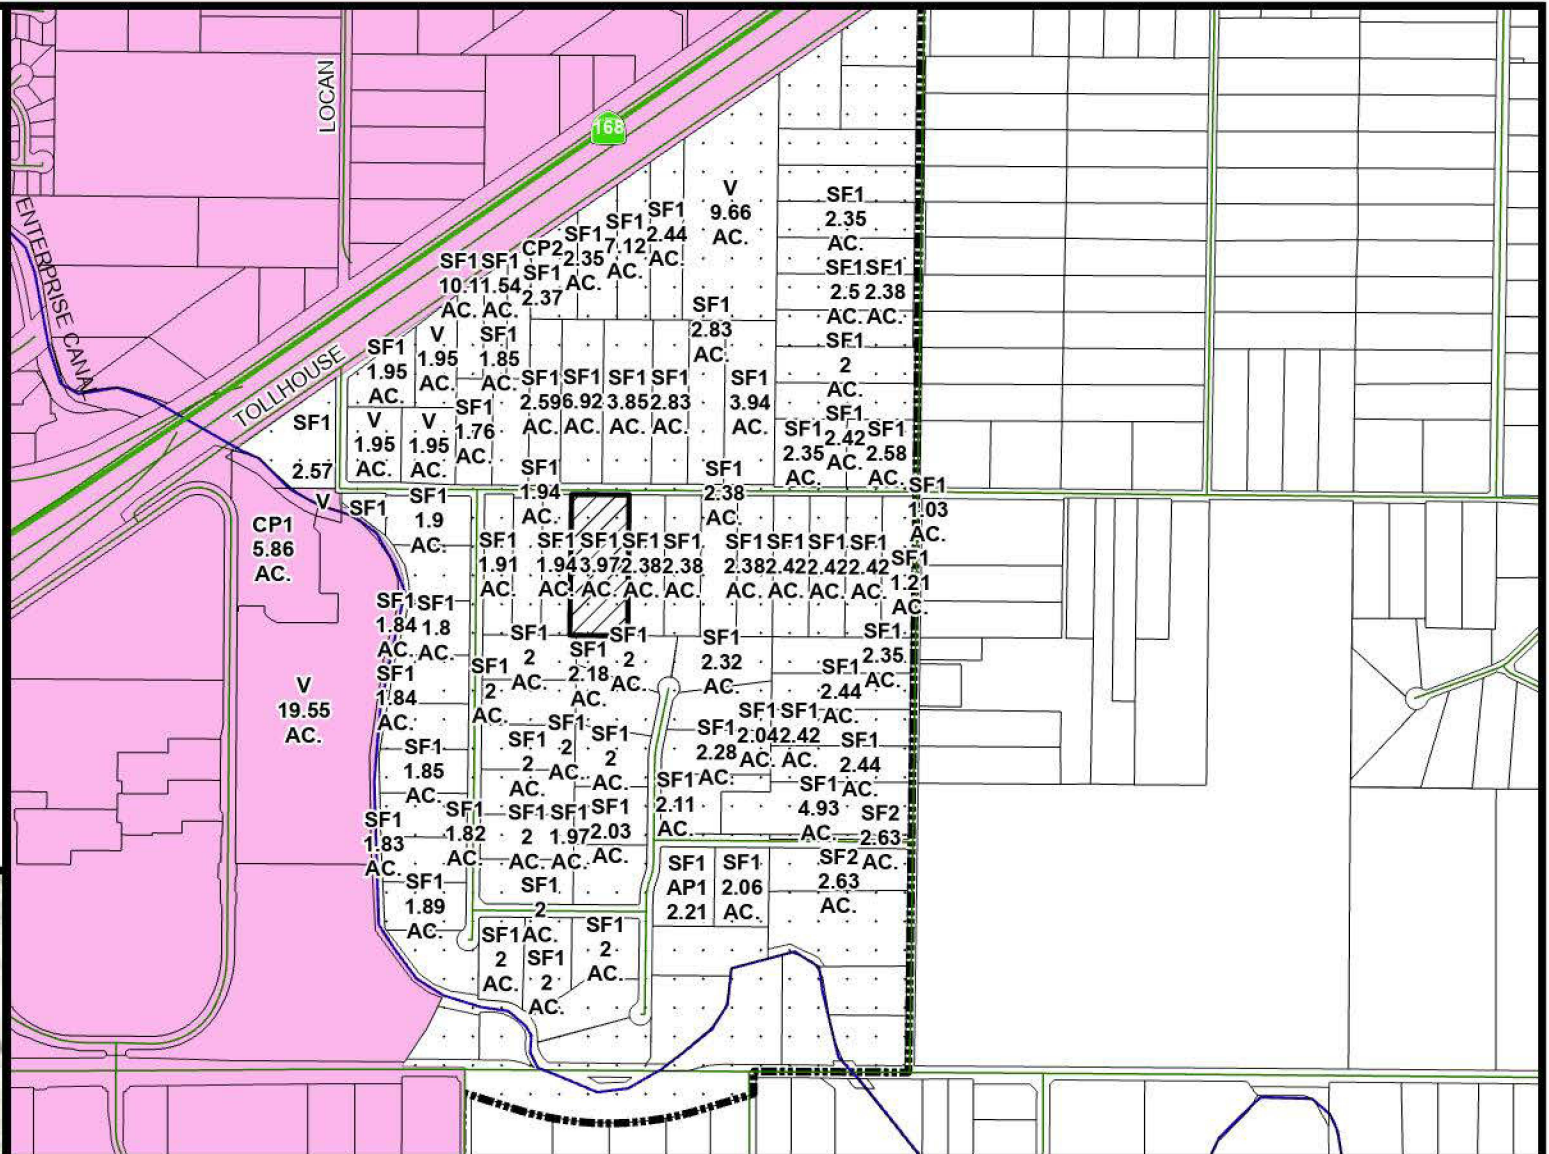 LOCAN
168
ENTERPRISE CANAL
TOLLHOUSE
V
9.66
AC.
SF1
2.35
AC.
SF1
2.44
AC.
SF1
7.12
AC.
SF1
2.35
AC.
CP2
SF1
2.37
SF1
1.54
AC.
SF1
10.1
AC.
SF1
2.5
AC.
SF1
2.38
AC.
SF1
2.83
AC.
SF1
2
AC.
V
1.95
AC.
SF1
1.85
AC.
SF1
1.95
AC.
SF1
2.59
AC.
SF1
6.92
AC.
SF1
3.85
AC.
SF1
2.83
AC.
SF1
3.94
AC.
SF1
1.76
AC.
SF1
2.57
V
1.95
AC.
V
1.95
AC.
SF1
2.35
AC.
SF1
2.42
AC.
SF1
2.58
AC.
SF1
1.94
AC.
SF1
2.38
AC.
SF1
1.03
AC.
V
SF1
SF1
1.9
AC.
CP1
5.86
AC.
SF1
1.91
AC.
SF1
1.94
AC.
SF1
3.97
AC.
SF1
2.38
AC.
SF1
2.38
AC.
SF1
2.38
AC.
SF1
2.42
AC.
SF1
2.42
AC.
SF1
2.42
AC.
SF1
1.21
AC.
SF1
1.84
AC.
SF1
1.8
AC.
SF1
2
AC.
SF1
2.18
AC.
SF1
2
AC.
SF1
2.32
AC.
SF1
2.35
AC.
SF1
2
AC.
SF1
2.44
AC.
SF1
1.84
AC.
V
19.55
AC.
SF1
2
AC.
SF1
2
AC.
SF1
2
AC.
SF1
2.28
AC.
SF1
2.04
AC.
SF1
2.42
AC.
SF1
2.44
AC.
SF1
1.85
AC.
SF1
2.11
AC.
SF1
4.93
AC.
SF1
1.83
AC.
SF1
1.82
AC.
SF1
2
AC.
SF1
1.97
AC.
SF1
2.03
AC.
SF2
2.63
AC.
SF1
1.89
AC.
SF1
2
AC.
SF1
AP1
2.21
SF1
2.06
AC.
SF2
2.63
AC.
SF1
2
AC.
SF1
2
AC.
SF1
2
AC.